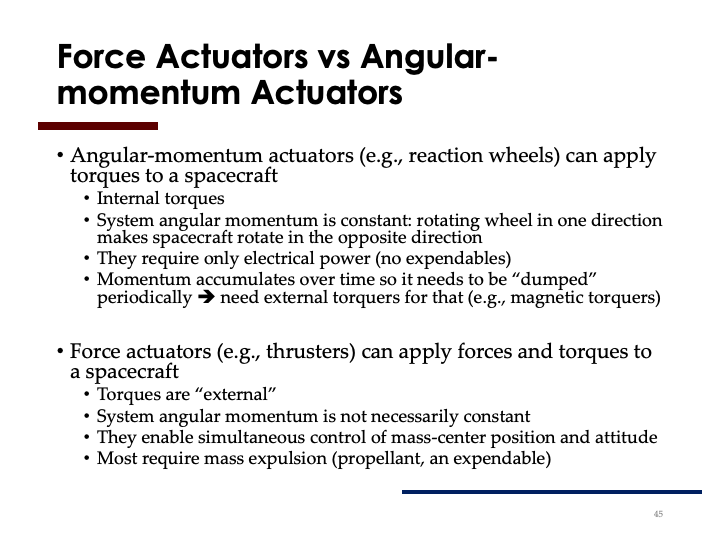 Force Actuators vs Angular-
momentum Actuators
• Angular-momentum actuators (e.g., reaction wheels) can apply
torques to a spacecraft
• Internal torques
• System angular momentum is constant: rotating wheel in one direction
makes spacecraft rotate in the opposite direction
• They require only electrical power (no expendables)
• Momentum accumulates over time so it needs to be “dumped”
periodically ➔ need external torquers for that (e.g., magnetic torquers)
• Force actuators (e.g., thrusters) can apply forces and torques to
a spacecraft
• Torques are “external”
• System angular momentum is not necessarily constant
• They enable simultaneous control of mass-center position and attitude
• Most require mass expulsion (propellant, an expendable)
45